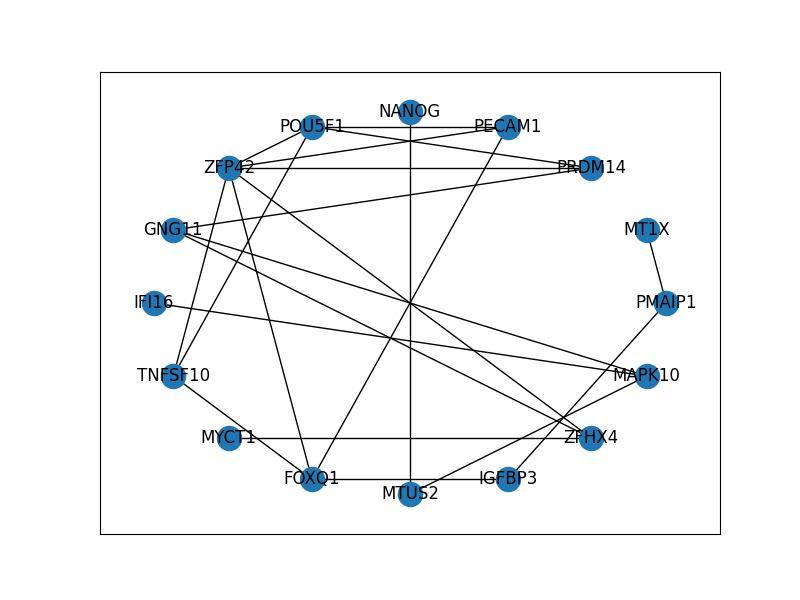 NANOG
POU5F1
PECAM1
ZFP42
PRDM14
GNG11
MT1X
IFI16
PMAIP1
TNFSF10
MAPK10
MYCT1
ZFHX4
FOXQ1
IGFBP3
MTUS2